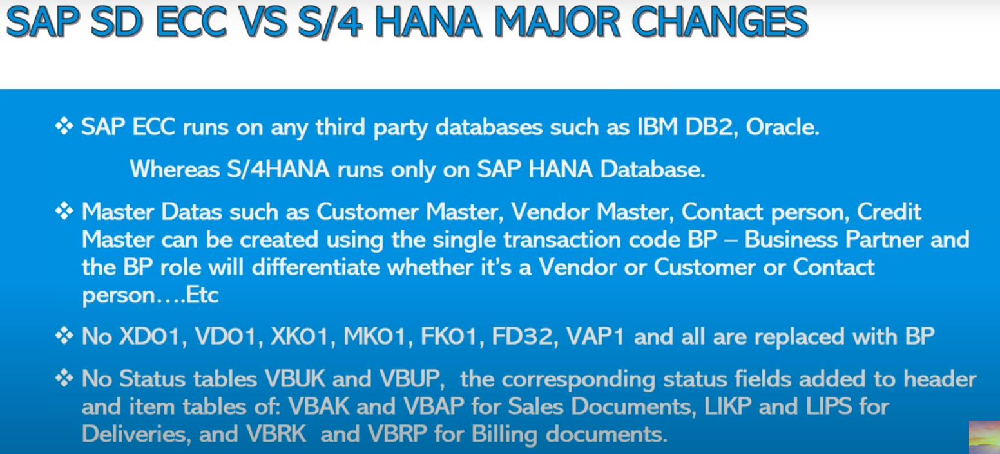 SAP SD ECC VS S/4 HANA MAJOR CHANGES
❖ SAP ECC runs on any third party databases such as IBM DB2, Oracle.
Whereas S/4HANA runs only on SAP HANA Database.
❖ Master Datas such as Customer Master, Vendor Master, Contact person, Credit
Master can be created using the single transaction code BP – Business Partner and
the BP role will differentiate whether it's a Vendor or Customer or Contact
person....Etc
❖ No XD01, VD01, XK01, MK01, FK01, FD32, VAP1 and all are replaced with BP
❖ No Status tables VBUK and VBUP, the corresponding status fields added to header
and item tables of: VBAK and VBAP for Sales Documents, LIKP and LIPS for
Deliveries, and VBRK and VBRP for Billing documents.